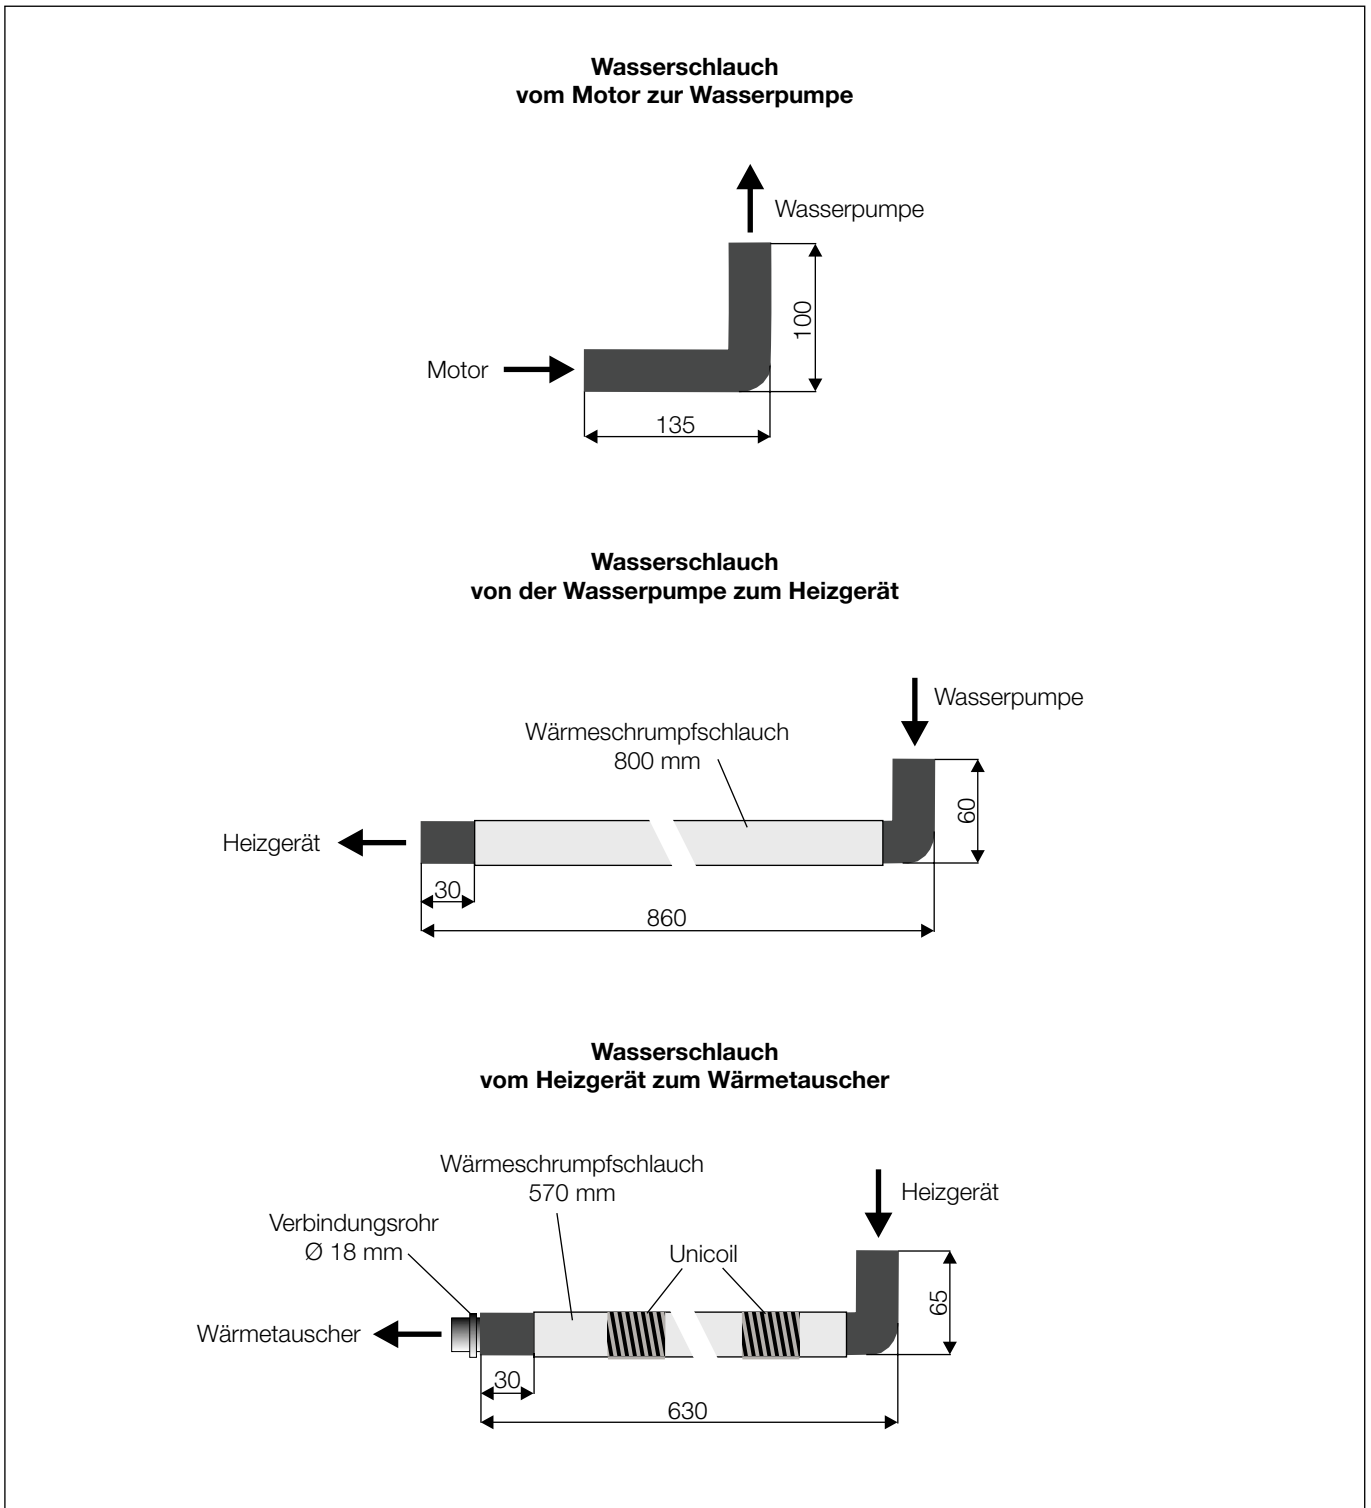 Wasserschlauch
vom Motor zur Wasserpumpe
Wasserpumpe
100
Motor
135
Wasserschlauch
von der Wasserpumpe zum Heizgerät
Wasserpumpe
Wärmeschrumpfschlauch
800 mm
60
Heizgerät
30
860
Wasserschlauch
vom Heizgerät zum Wärmetauscher
Wärmeschrumpfschlauch
570 mm
Heizgerät
Verbindungsrohr
Ø 18 mm
Unicoil
65
Wärmetauscher
30
630